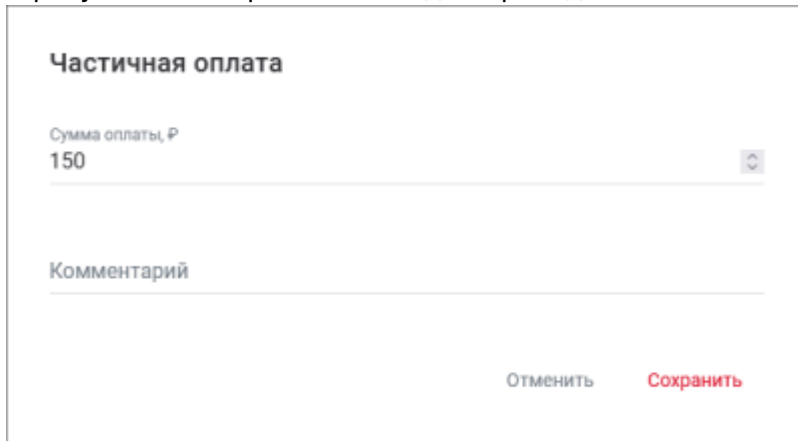 Частичная оплата
Сумма оплаты, ₽
150
Комментарий
Отменить Сохранить